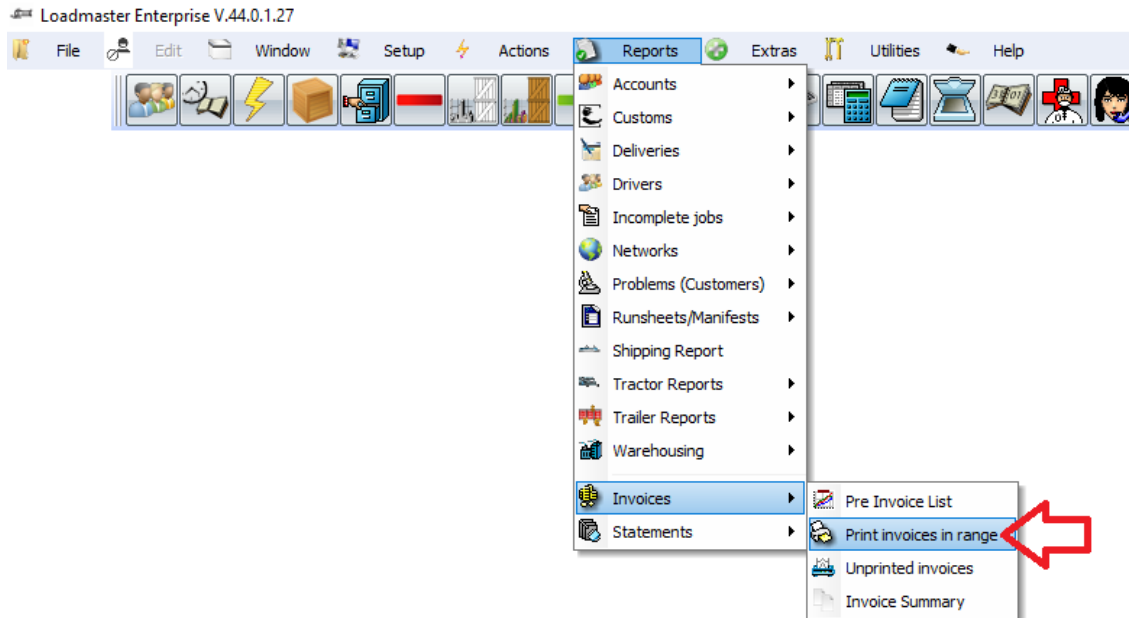 Loadmaster Enterprise V.44.0.1.27
File Edit Window Setup Actions Reports Extras Utilities Help
Accounts
Customs
Deliveries
Drivers
Incomplete jobs
Networks
Problems (Customers)
Runsheets/Manifests
Shipping Report
Tractor Reports
Trailer Reports
Warehousing
Invoices
Statements
Pre Invoice List
Print invoices in range
Unprinted invoices
Invoice Summary